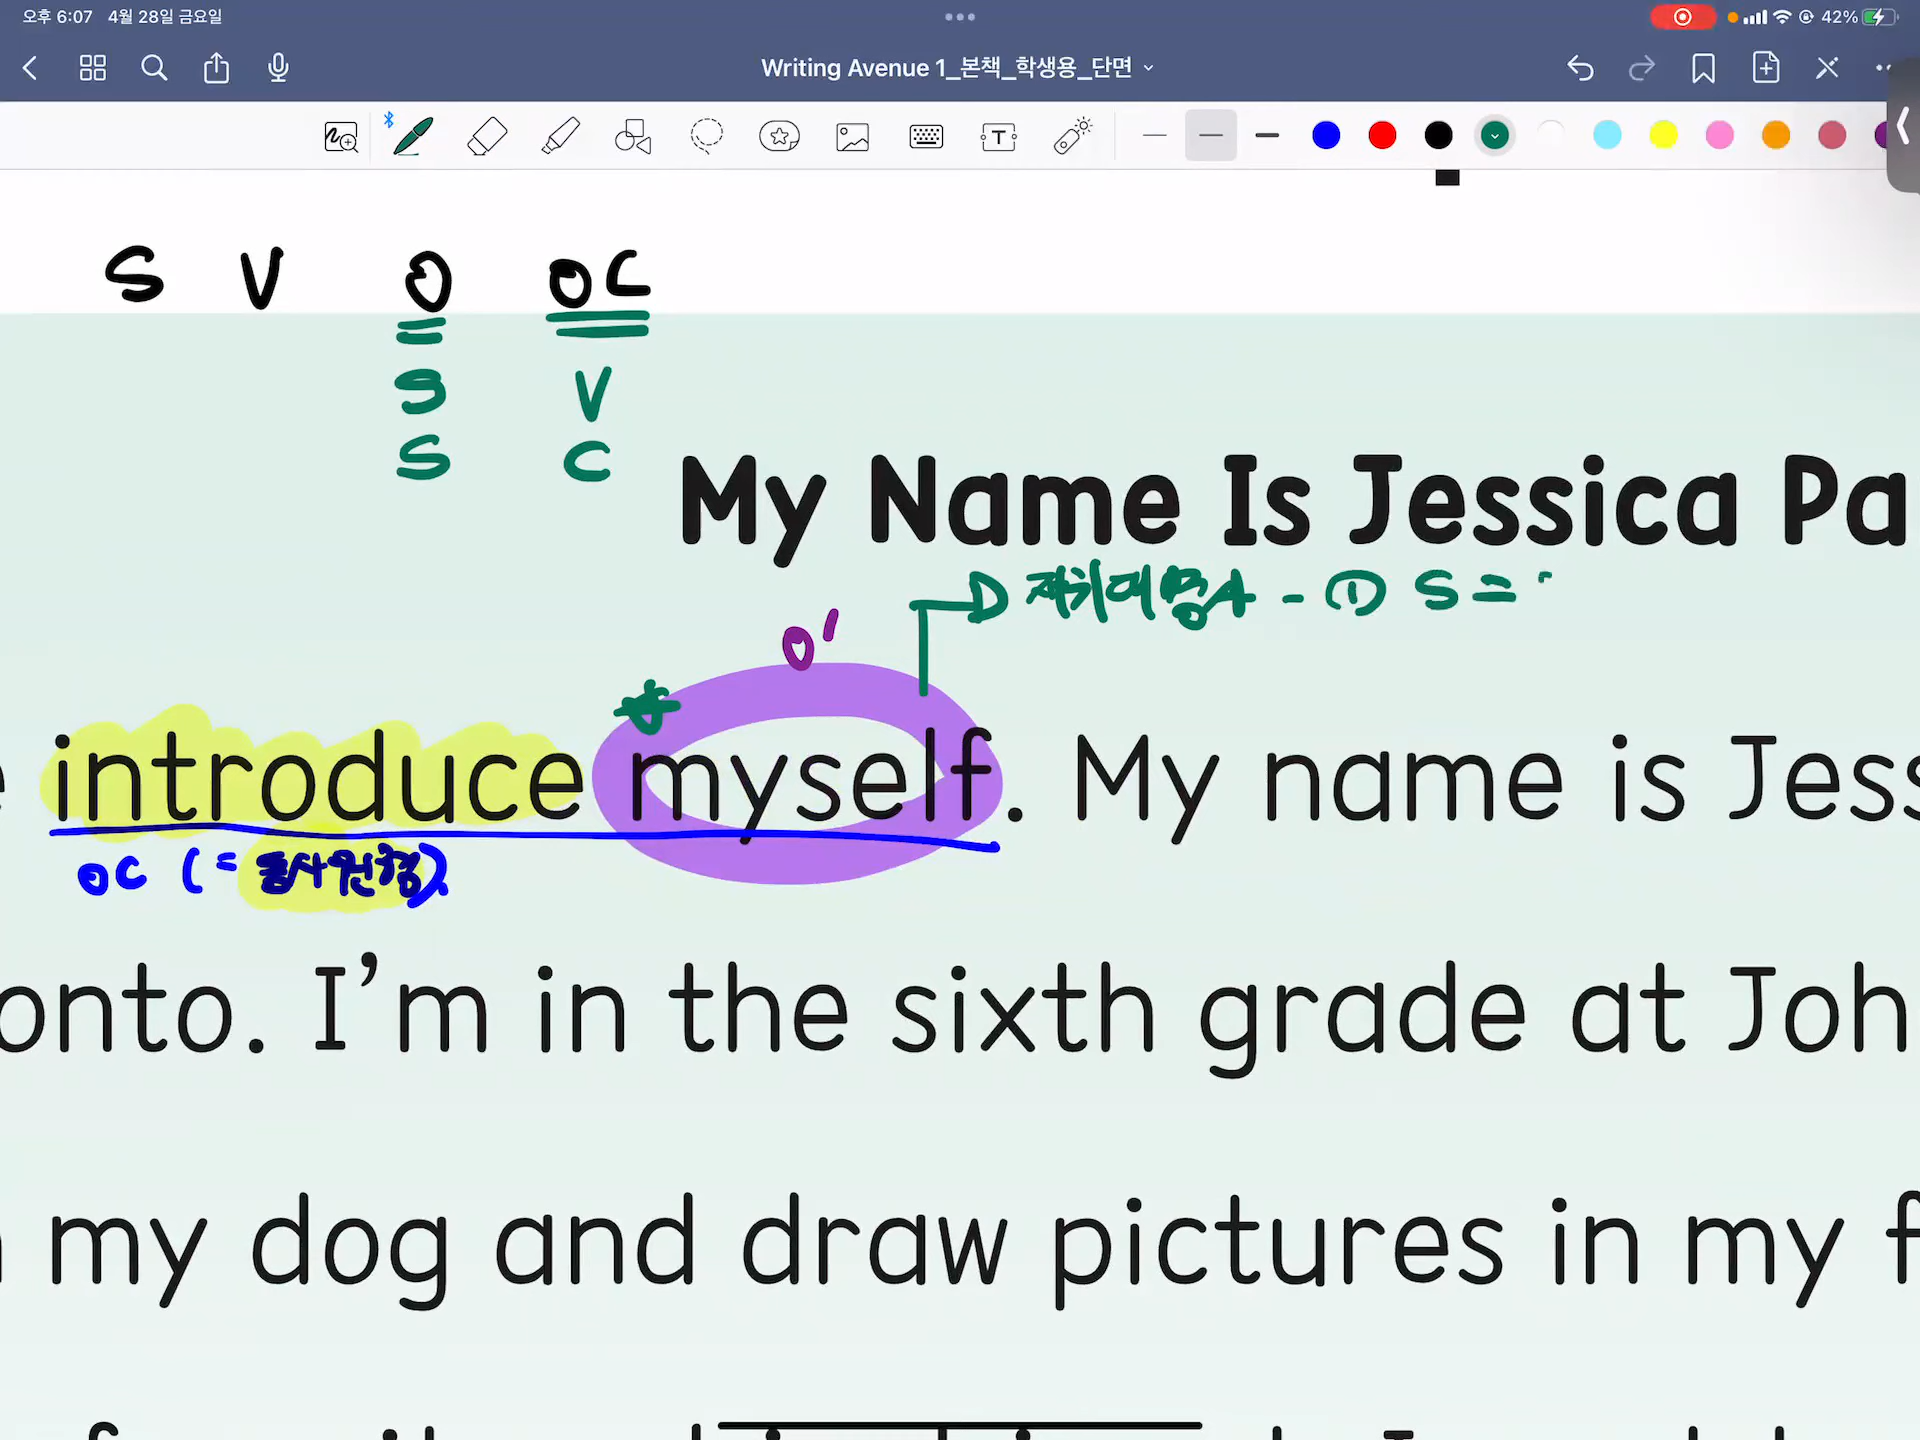 오후 6:07 4월 28일 금요일
42%
Writing Avenue 1_본책_학생용_단면
T
S V O OC
S V
S C
My Name Is Jessica Pa
재귀대명사 - ① S =
O'
introduce myself. My name is Jess
OC (= 동사원형)
onto. I'm in the sixth grade at Joh
my dog and draw pictures in my f